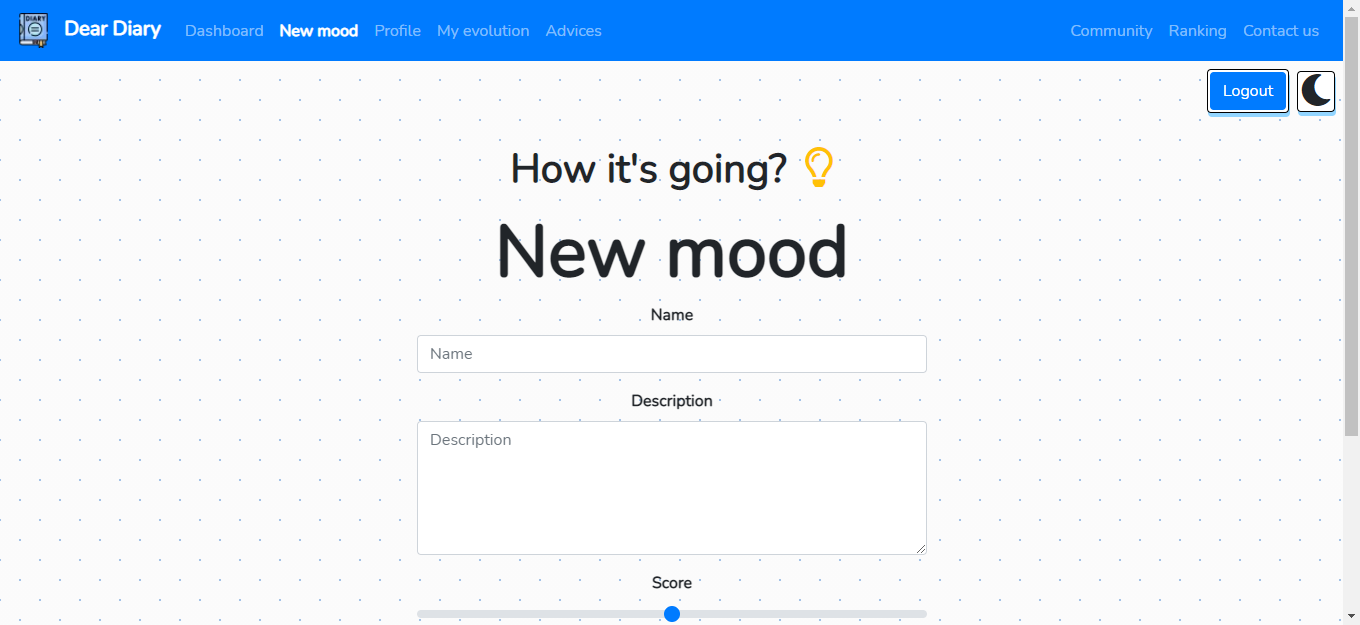 DIARY
Dear Diary Dashboard New mood Profile My evolution Advices Community Ranking Contact us
Logout
How it's going?
New mood
Name
Name
Description
Description
Score